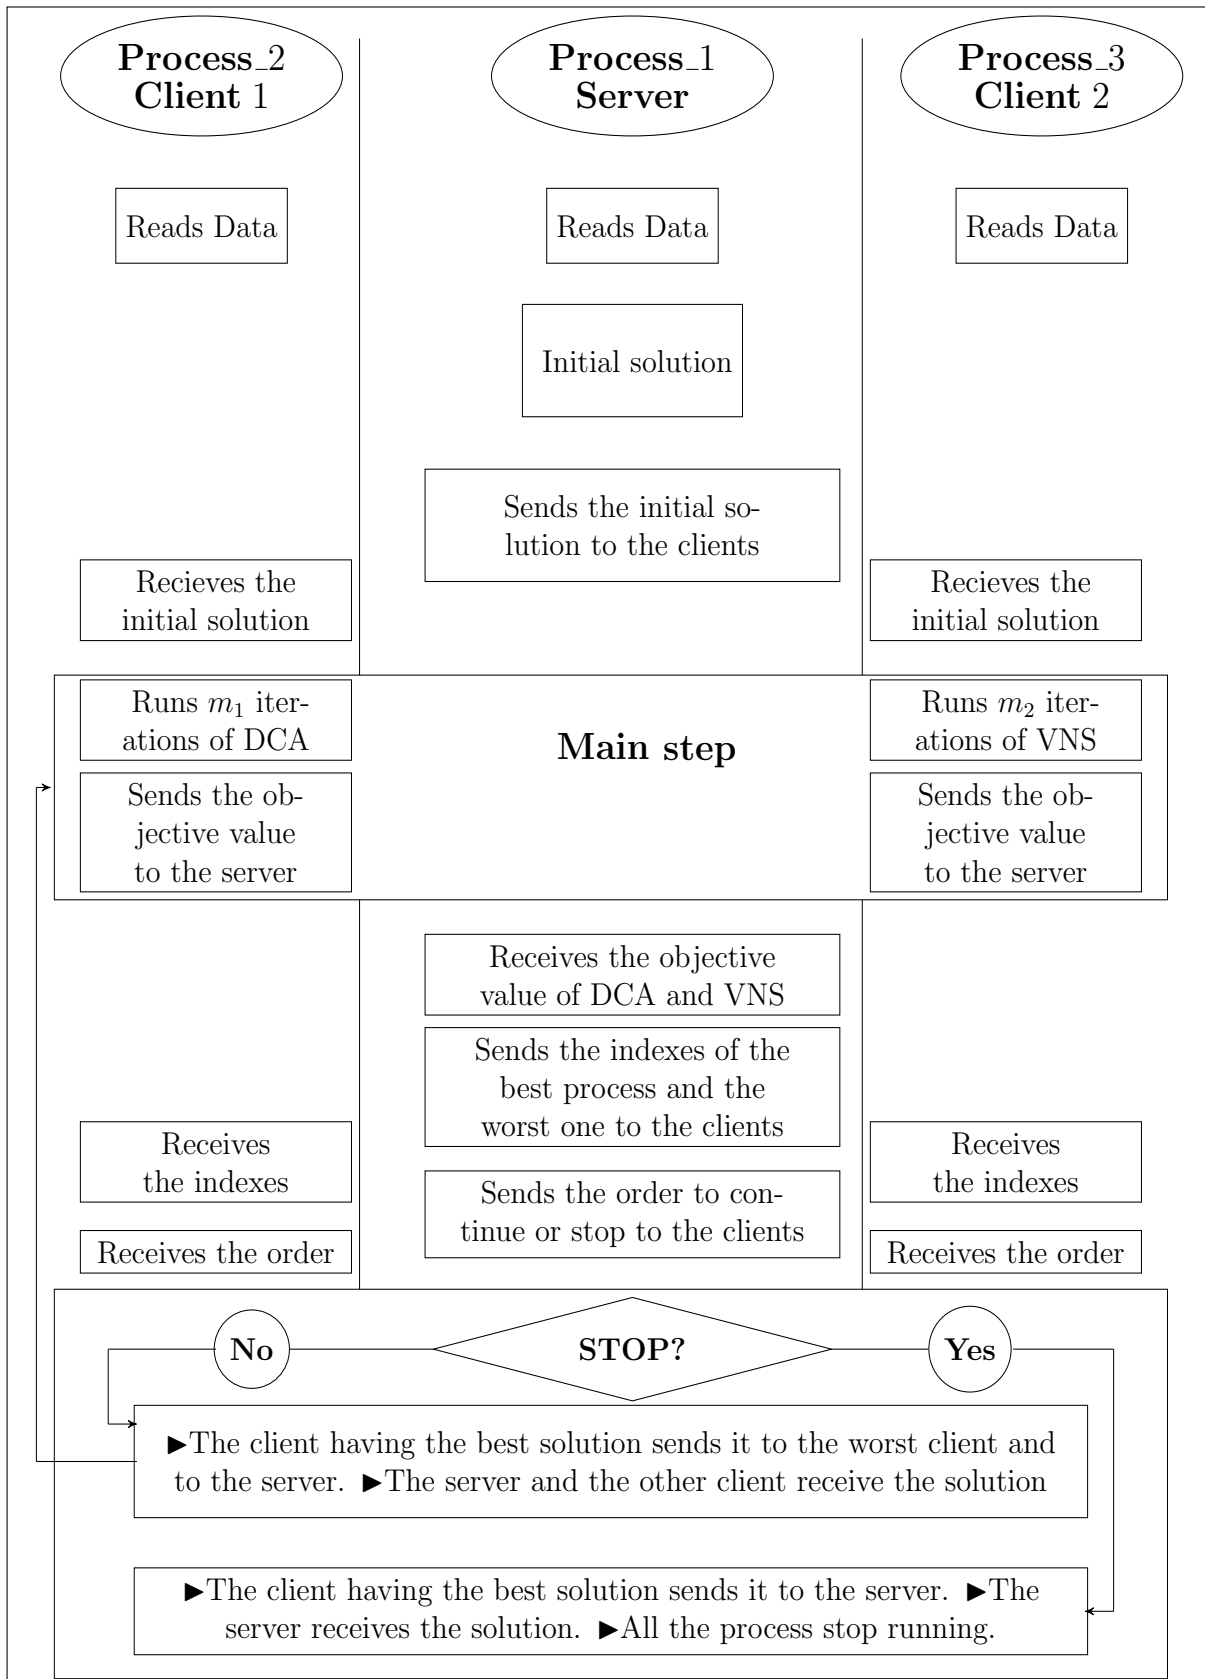 Process_2
Client 1
Process_1
Server
Process_3
Client 2
Reads Data
Reads Data
Reads Data
Initial solution
Sends the initial so-
lution to the clients
Recieves the
initial solution
Recieves the
initial solution
Runs m₁ iter-
ations of DCA
Main step
Runs m₂ iter-
ations of VNS
Sends the ob-
jective value
to the server
Sends the ob-
jective value
to the server
Receives the objective
value of DCA and VNS
Sends the indexes of the
best process and the
worst one to the clients
Receives
the indexes
Receives
the indexes
Sends the order to con-
tinue or stop to the clients
Receives the order
Receives the order
No
STOP?
Yes
►The client having the best solution sends it to the worst client and
to the server. ►The server and the other client receive the solution
►The client having the best solution sends it to the server. ►The
server receives the solution. ►All the process stop running.